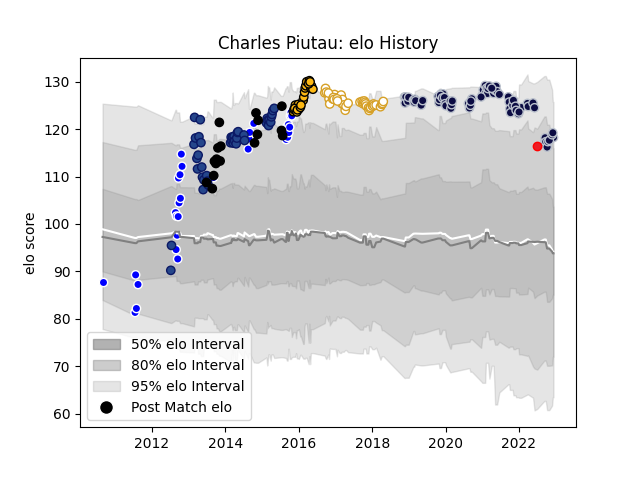 Charles Piutau: elo History
elo score
130
120
110
100
90
80
70
60
50% elo Interval
80% elo Interval
95% elo Interval
Post Match elo
2012 2014 2016 2018 2020 2022